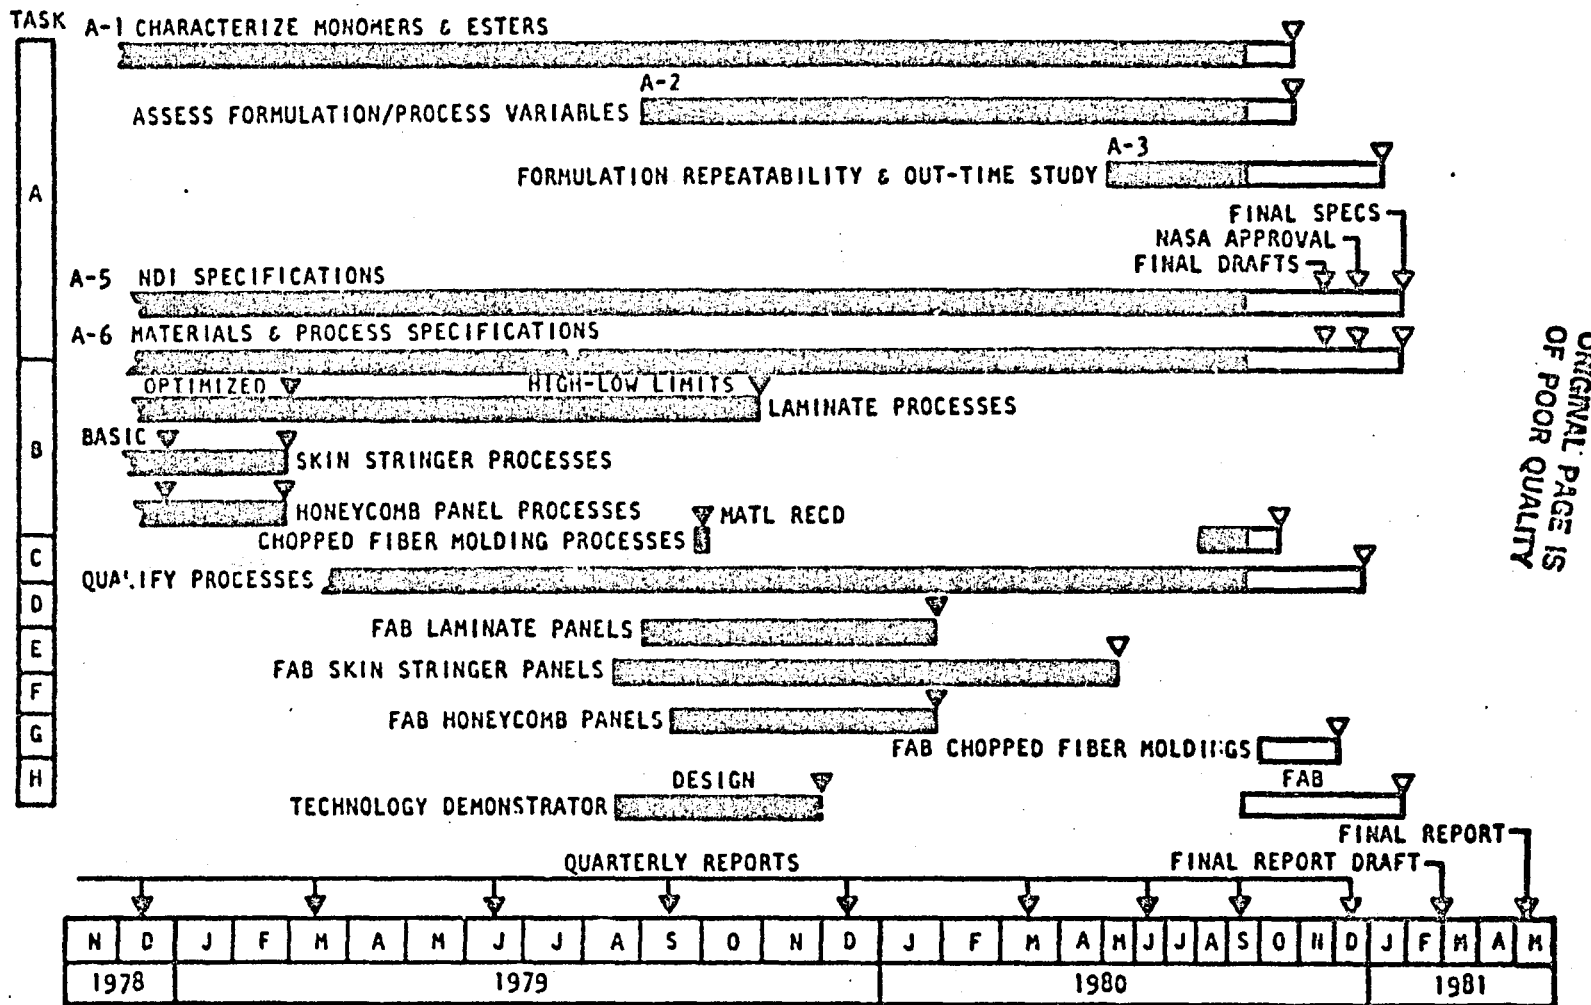 TASK
A-1 CHARACTERIZE MONOMERS & ESTERS
A-2
ASSESS FORMULATION/PROCESS VARIABLES
A-3
FORMULATION REPEATABILITY & OUT-TIME STUDY
A
FINAL SPECS
NASA APPROVAL
FINAL DRAFTS
A-5 NDI SPECIFICATIONS
A-6 MATERIALS & PROCESS SPECIFICATIONS
OPTIMIZED HIGH-LOW LIMITS
LAMINATE PROCESSES
B
BASIC
SKIN STRINGER PROCESSES
HONEYCOMB PANEL PROCESSES
MATL RECD
CHOPPED FIBER MOLDING PROCESSES
C
QUALIFY PROCESSES
D
FAB LAMINATE PANELS
E
FAB SKIN STRINGER PANELS
F
FAB HONEYCOMB PANELS
G
FAB CHOPPED FIBER MOLDINGS
H
DESIGN FAB
TECHNOLOGY DEMONSTRATOR
FINAL REPORT
QUARTERLY REPORTS FINAL REPORT DRAFT
N D J F M A M J J A S O N D J F M A M J J A S O N D J F M A M
1978 1979 1980 1981
ORIGINAL PAGE IS
OF POOR QUALITY